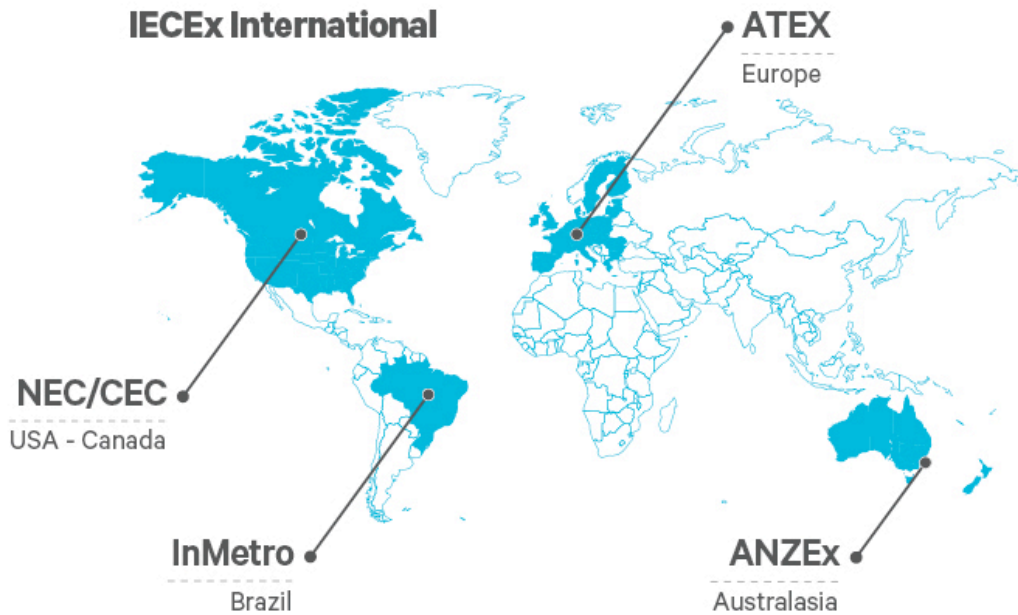 IECEx International
ATEX
Europe
NEC/CEC
USA - Canada
InMetro
Brazil
ANZEx
Australasia